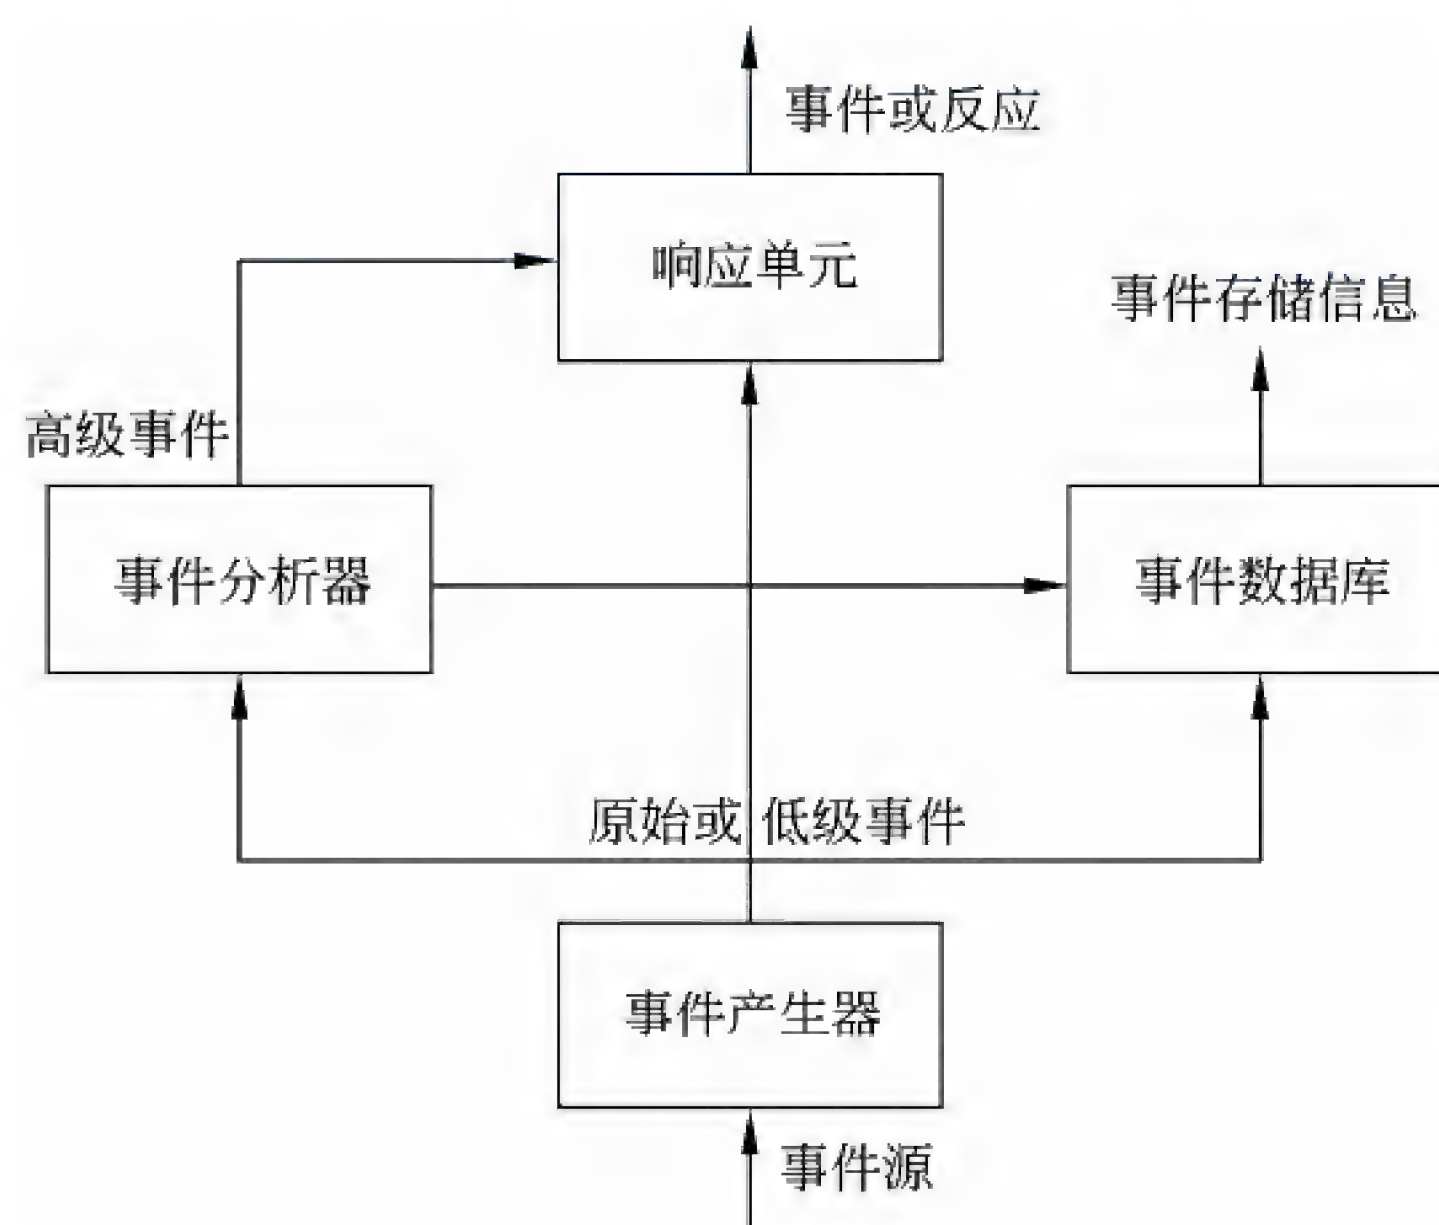 事件或反应
响应单元
事件存储信息
高级事件
事件分析器
事件数据库
原始或低级事件
事件产生器
事件源